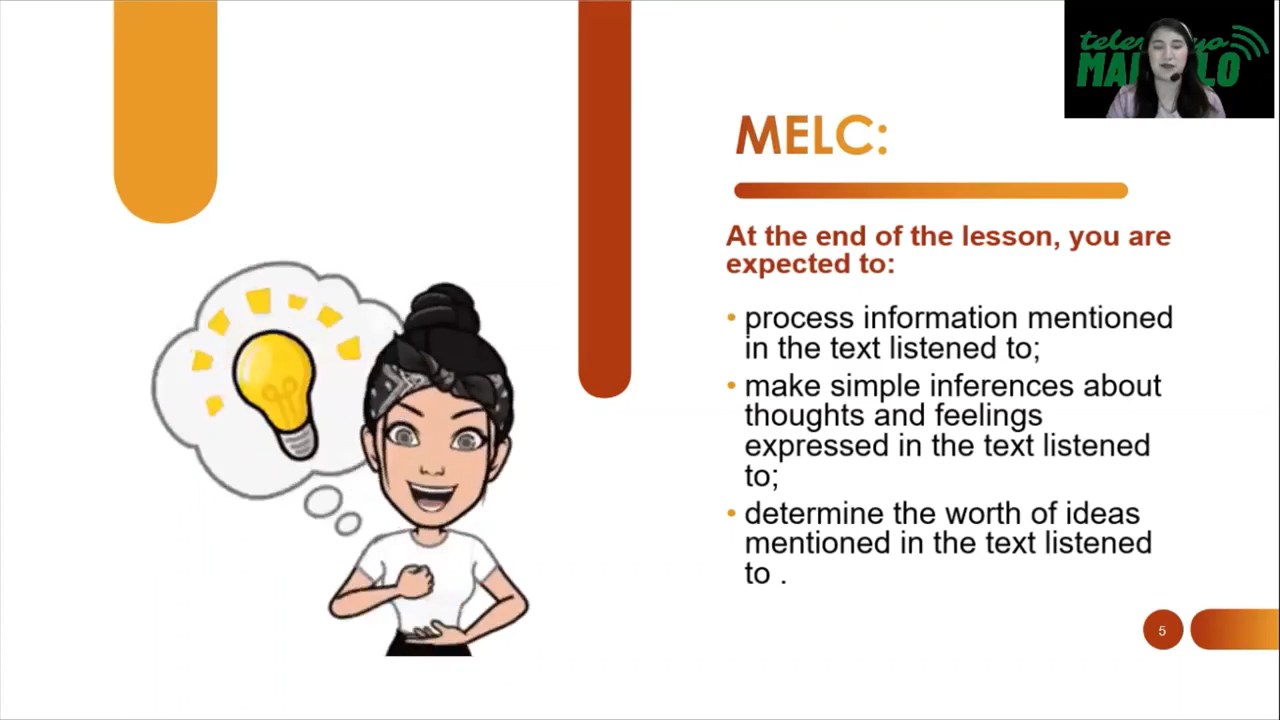 MELC:
At the end of the lesson, you are
expected to:
• process information mentioned
in the text listened to;
• make simple inferences about
thoughts and feelings
expressed in the text listened
to;
• determine the worth of ideas
mentioned in the text listened
to .
5